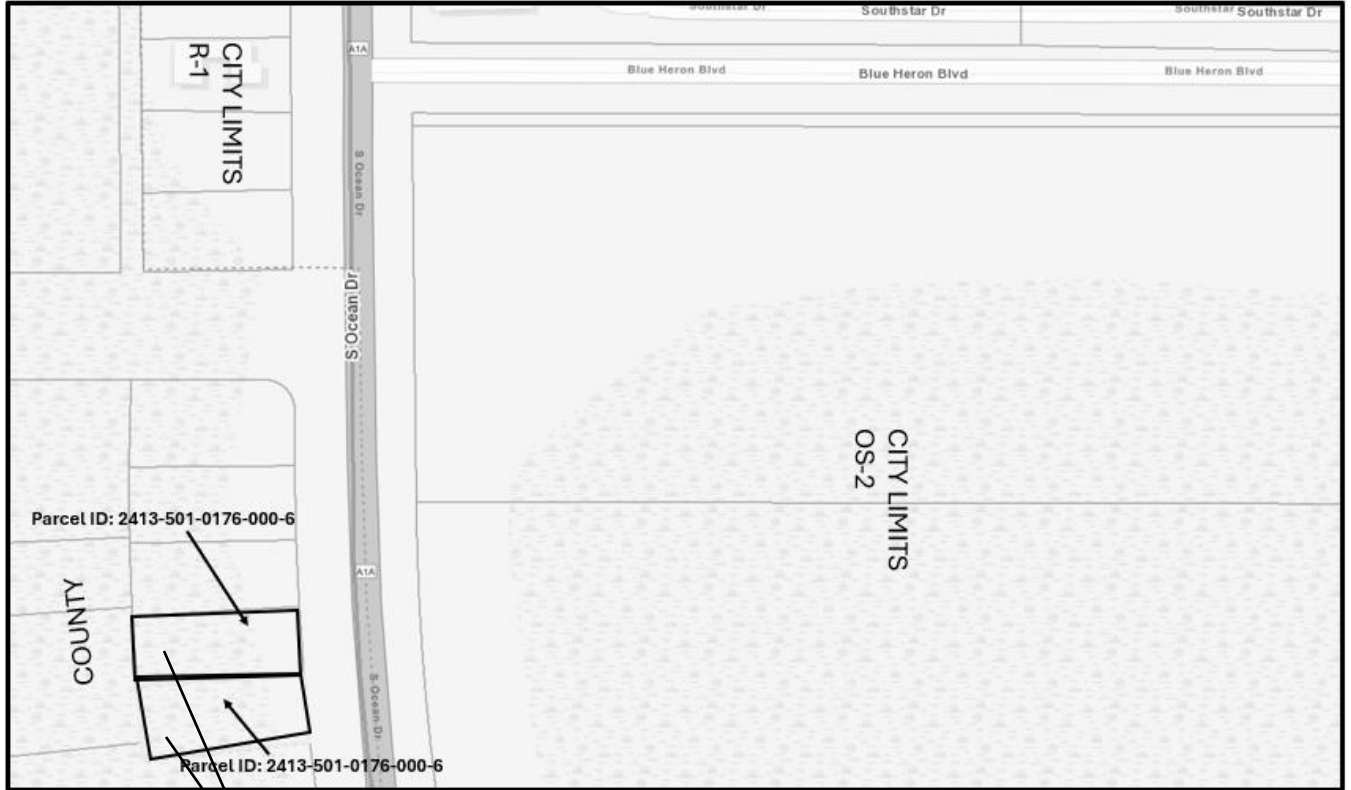 Southstar Dr
Southstar Dr
Southstar
Southstar Dr
A1A
Blue Heron Blvd
Blue Heron Blvd
Blue Heron Blvd
CITY LIMITS
R-1
S Ocean Dr
S Ocean Dr
CITY LIMITS
OS-2
Parcel ID: 2413-501-0176-000-6
A1A
COUNTY
S Ocean Dr
Parcel ID: 2413-501-0176-000-6